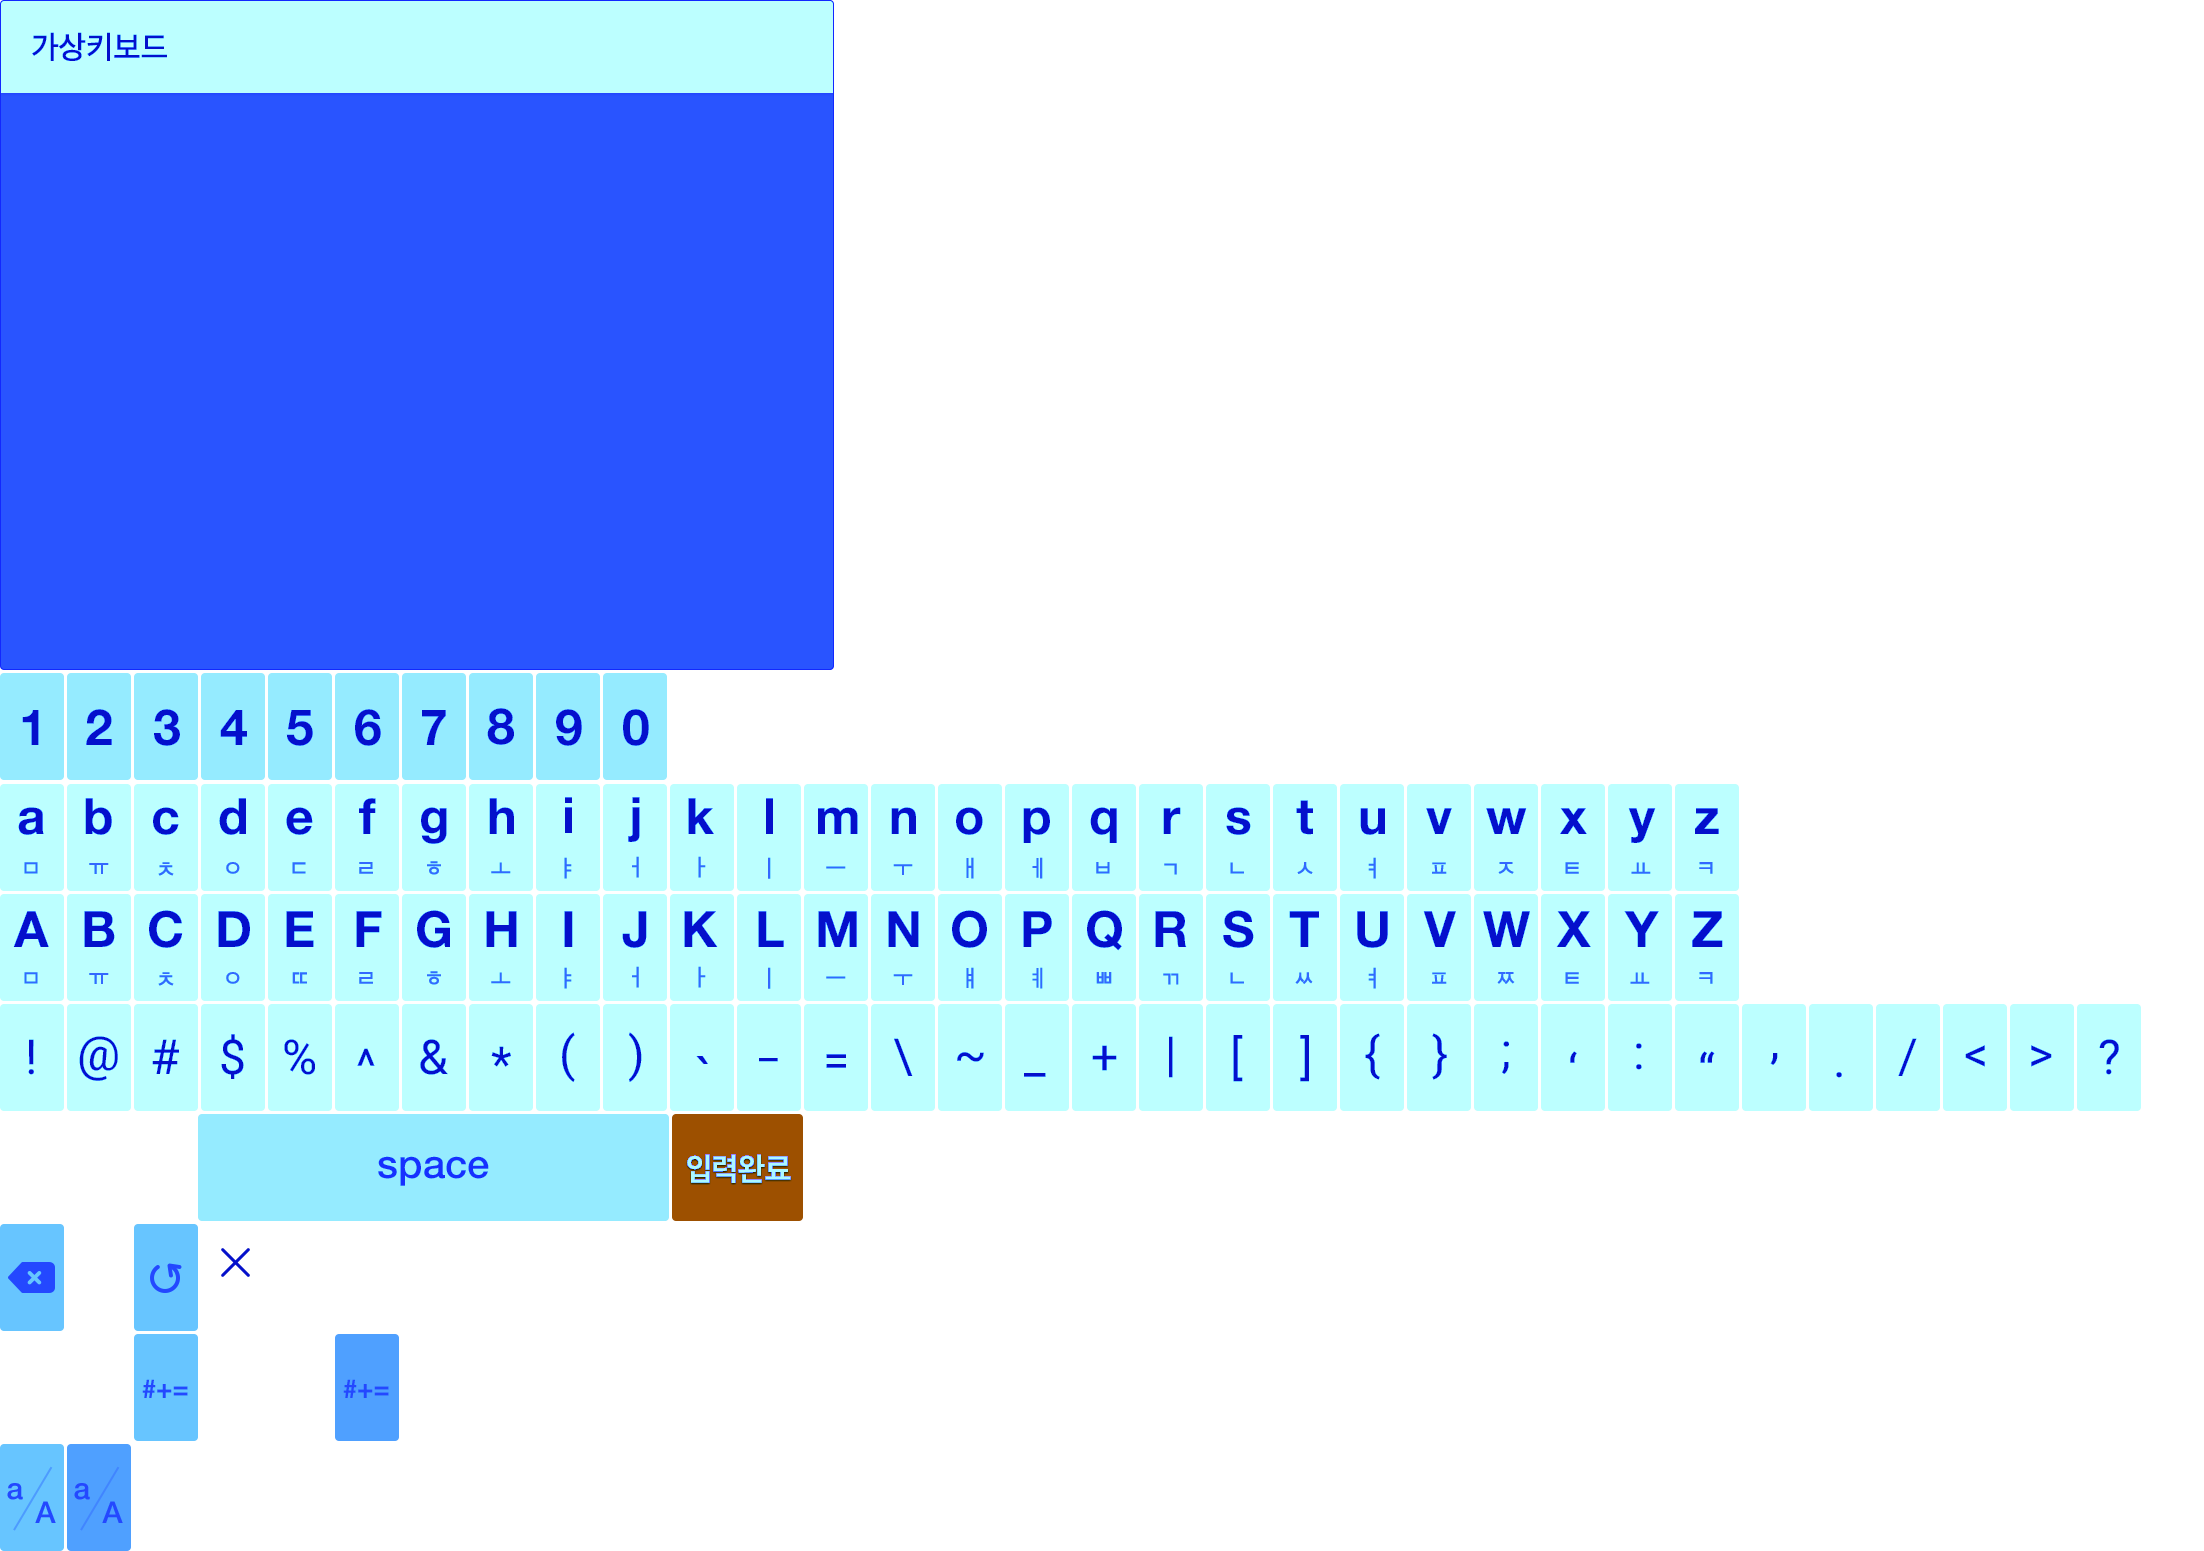 가상키보드
1 2 3 4 5 6 7 8 9 0
a b c d e f g h i j k l m n o p q r s t u v w x y z
ㅁ ㅠ ㅊ ㅇ ㄷ ㄹ ㅎ ㅗ ㅑ ㅓ ㅏ ㅣ ㅡ ㅜ ㅐ ㅔ ㅂ ㄱ ㄴ ㅅ ㅕ ㅍ ㅈ ㅌ ㅛ ㅋ
A B C D E F G H I J K L M N O P Q R S T U V W X Y Z
ㅁ ㅠ ㅊ ㅇ ㄸ ㄹ ㅎ ㅗ ㅑ ㅓ ㅏ ㅣ ㅡ ㅜ ㅒ ㅖ ㅃ ㄲ ㄴ ㅆ ㅕ ㅍ ㅉ ㅌ ㅛ ㅋ
! @ # $ % ^ & * ( ) ` - = \ ~ _ + | [ ] { } ; ‘ : “ , . / < > ?
space 입력완료
#+= #+=
a/A a/A